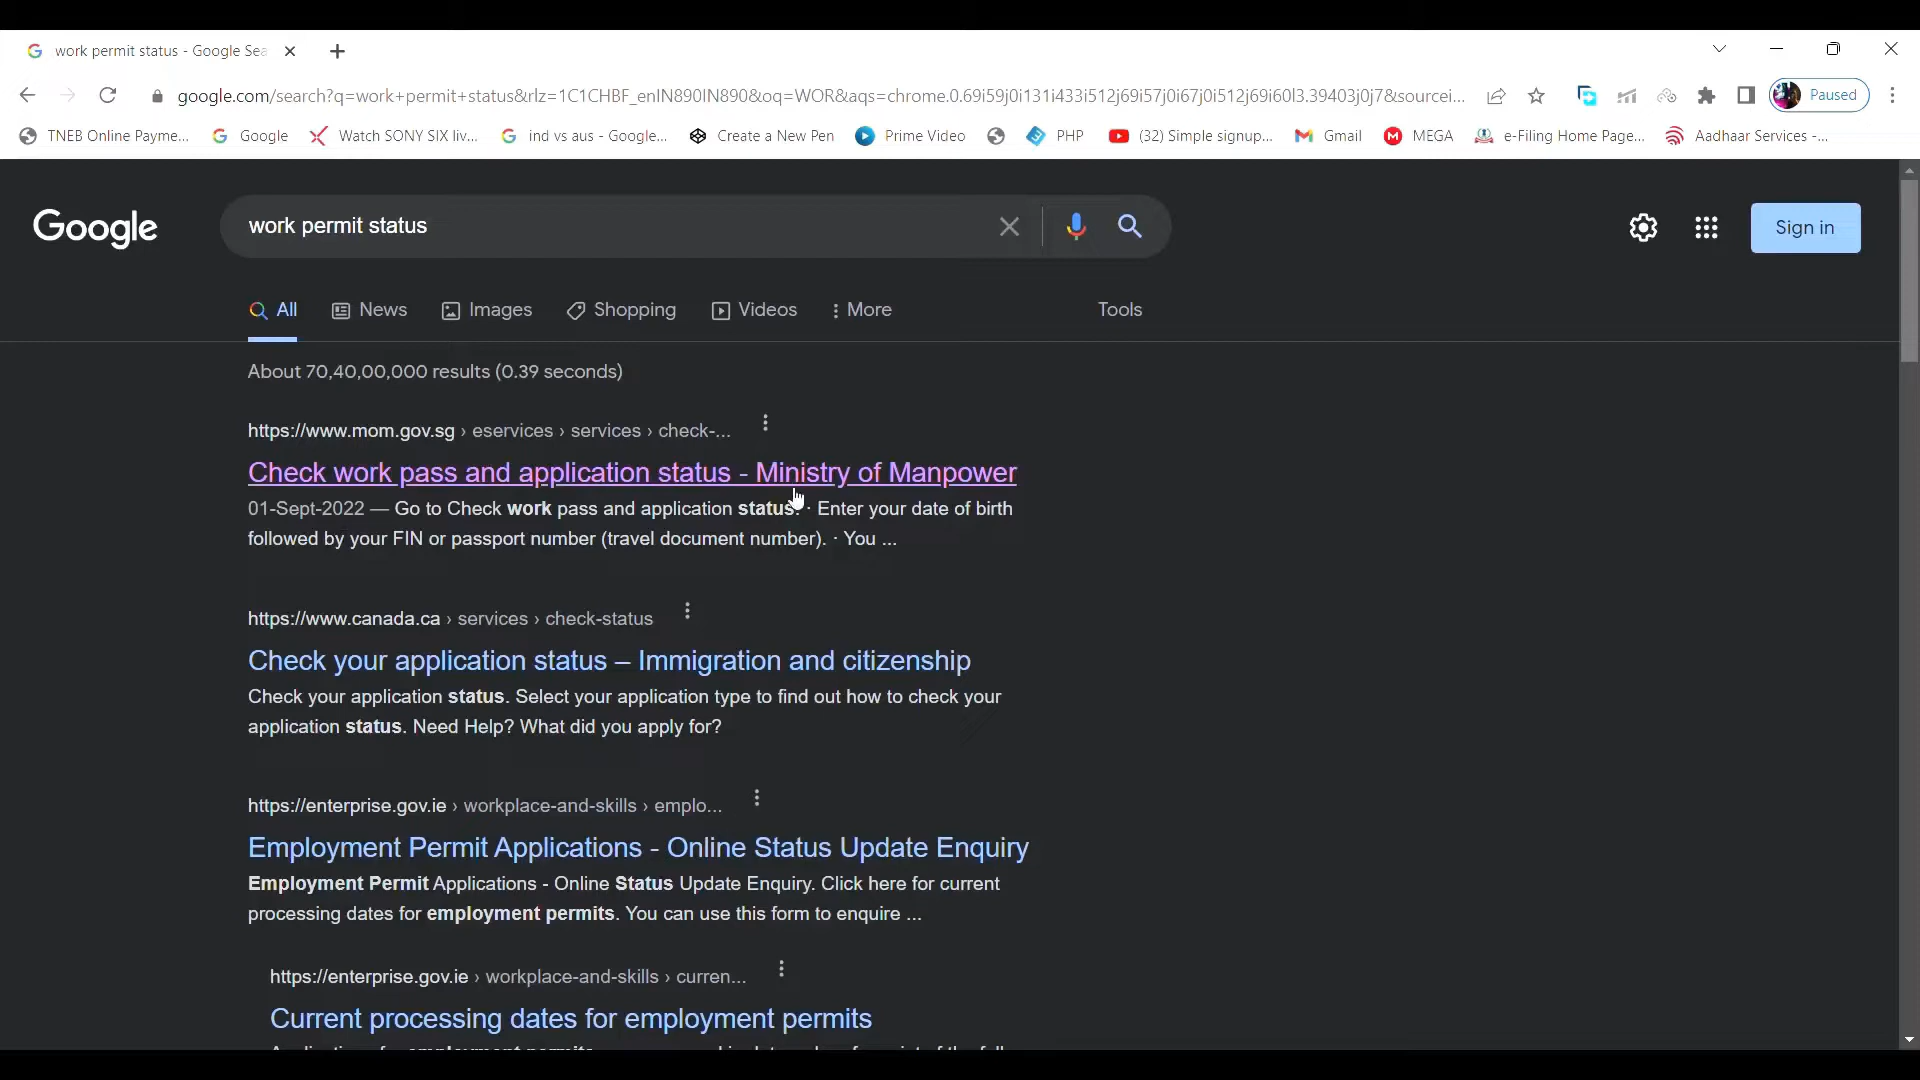 work permit status - Google Sea
google.com/search?q=work+permit+status&rlz=1C1CHBF_enIN890IN890&oq=WOR&aqs=chrome.0.69i59j0i131i433i512j69i57j0i67j0i512j69i60l3.39403j0j7&sourcei...
Paused
TNEB Online Payme... Google Watch SONY SIX liv... ind vs aus - Google... Create a New Pen Prime Video PHP (32) Simple signup... Gmail MEGA e-Filing Home Page... Aadhaar Services -...
Google
work permit status
Sign in
All News Images Shopping Videos More Tools
About 70,40,00,000 results (0.39 seconds)
https://www.mom.gov.sg › eservices › services › check-...
Check work pass and application status - Ministry of Manpower
01-Sept-2022 — Go to Check work pass and application status. · Enter your date of birth
followed by your FIN or passport number (travel document number). · You ...
https://www.canada.ca › services › check-status
Check your application status – Immigration and citizenship
Check your application status. Select your application type to find out how to check your
application status. Need Help? What did you apply for?
https://enterprise.gov.ie › workplace-and-skills › emplo...
Employment Permit Applications - Online Status Update Enquiry
Employment Permit Applications - Online Status Update Enquiry. Click here for current
processing dates for employment permits. You can use this form to enquire ...
https://enterprise.gov.ie › workplace-and-skills › curren...
Current processing dates for employment permits